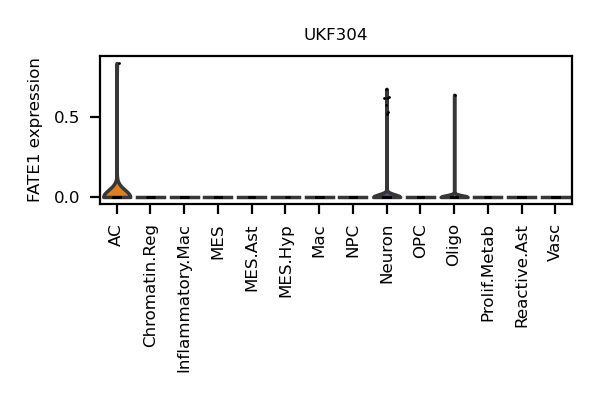 UKF304
FATE1 expression
0.5
0.0
AC
Chromatin.Reg
Inflammatory.Mac
MES
MES.Ast
MES.Hyp
Mac
NPC
Neuron
OPC
Oligo
Prolif.Metab
Reactive.Ast
Vasc